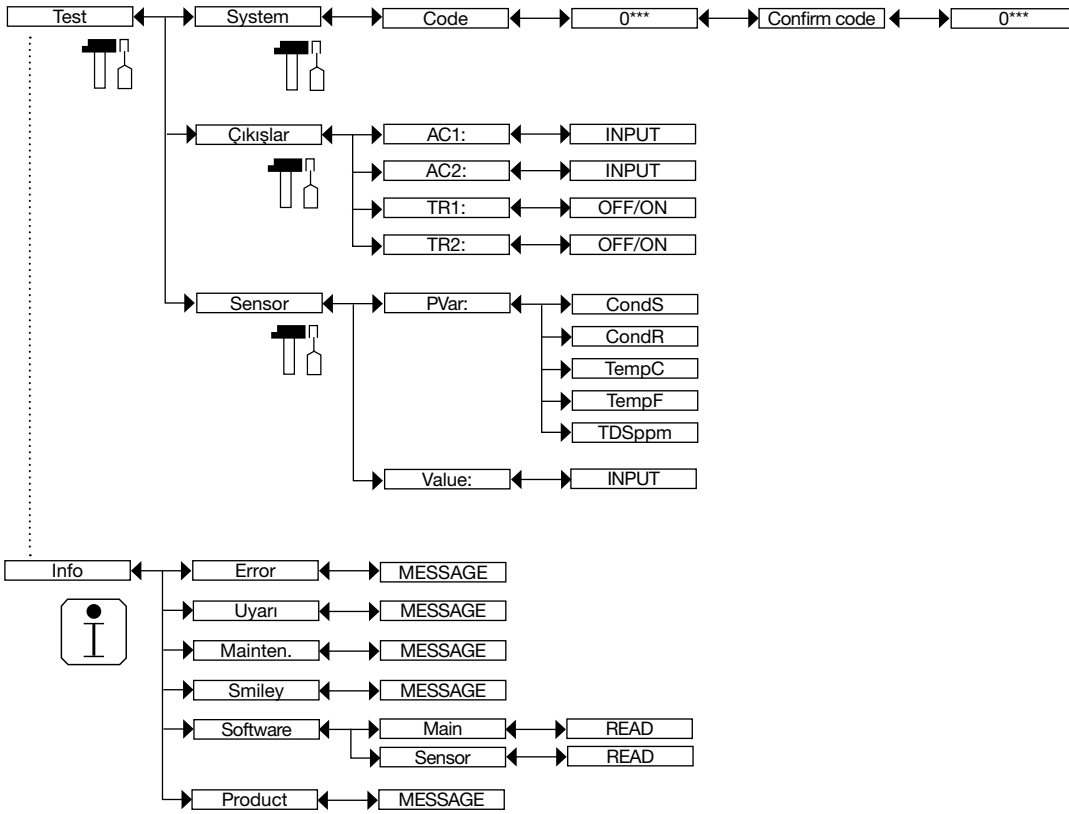 Test System Code 0*** Confirm code 0***
Çıkışlar AC1: INPUT
AC2: INPUT
TR1: OFF/ON
TR2: OFF/ON
Sensor PVar: CondS
CondR
TempC
TempF
TDSppm
Value: INPUT
Info Error MESSAGE
Uyarı MESSAGE
Mainten. MESSAGE
Smiley MESSAGE
Software Main READ
Sensor READ
Product MESSAGE